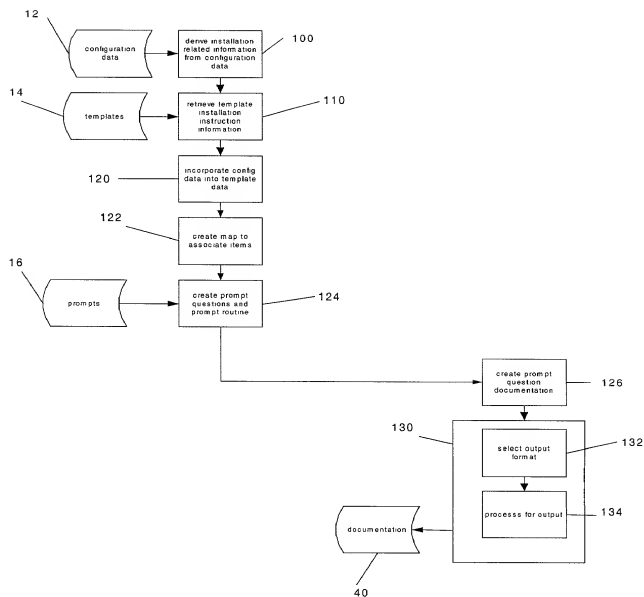 12
configuration
data
derive installation
related information
from configuration
data
100
14
templates
retrieve template
installation
instruction
information
110
120
incorporate config
data into template
data
122
create map to
associate items
16
prompts
create prompt
questions and
prompt routine
124
create prompt
question
documentation
126
130
select output
format
132
processs for output
134
documentation
40